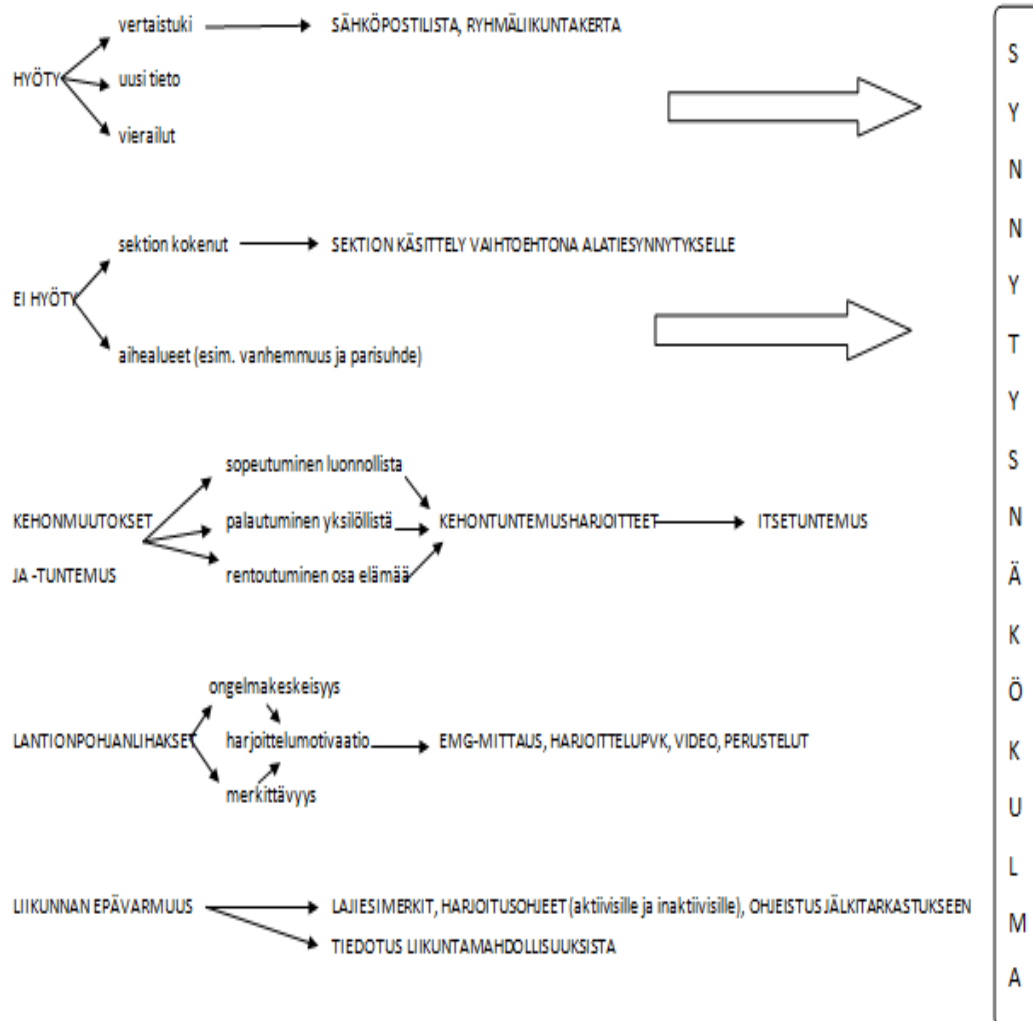 vertaistuki
SÄHKÖPOSTILISTA, RYHMÄLIIKUNTAKERTA
HYÖTY
uusi tieto
vierailut
sektion kokenut
SEKTION KÄSITTELY VAIHTOEHTONA ALATIESYNNYTYKSELLE
EI HYÖTY
aihealueet (esim. vanhemmuus ja parisuhde)
sopeutuminen luonnollista
KEHONMUUTOKSET
palautuminen yksilöllistä
KEHONTUNTEMUSHARJOITTEET
ITSETUNTEMUS
JA -TUNTEMUS
rentoutuminen osa elämää
ongelmakeskeisyys
LANTIONPOHJANLIHAKSET
harjoittelumotivaatio
EMG-MITTAUS, HARJOITTELUPVK, VIDEO, PERUSTELUT
merkittävyys
LIIKUNNAN EPÄVARMUUS
LAJIESIMERKIT, HARJOITUSOHJEET (aktiivisille ja inaktiivisille), OHJEISTUS JÄLKITARKASTUKSEEN
TIEDOTUS LIIKUNTAMAHDOLLISUUKSISTA
S
Y
N
N
Y
T
Y
S
N
Ä
K
Ö
K
U
L
M
A